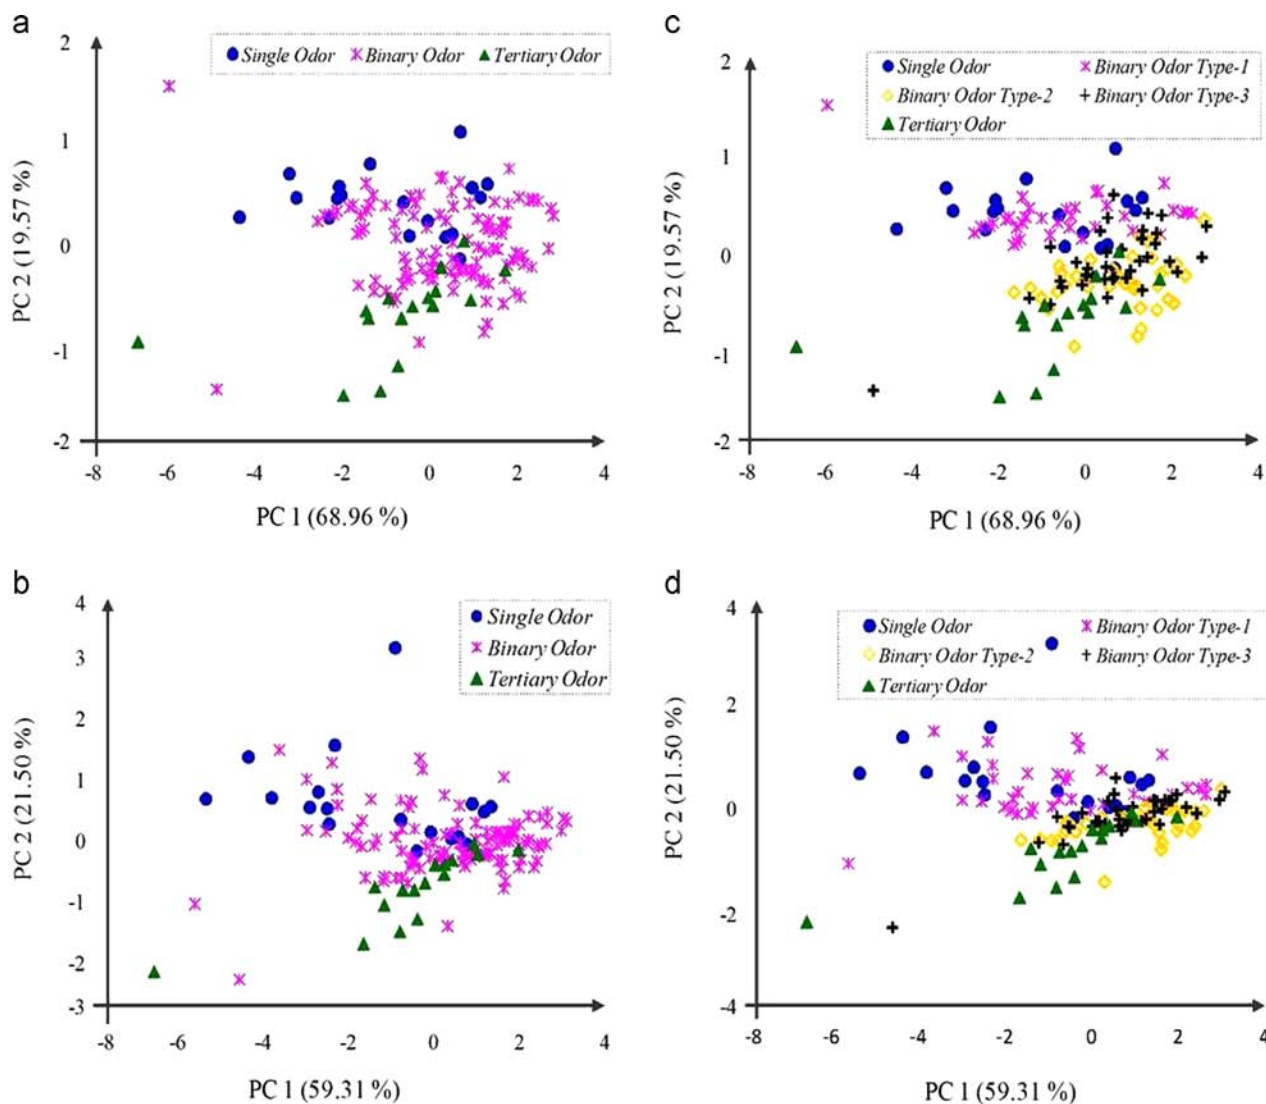 a
Single Odor Binary Odor Tertiary Odor
2
1
0
-1
-2
-8 -6 -4 -2 0 2 4
PC 2 (19.57 %)
PC 1 (68.96 %)
c
Single Odor Binary Odor Type-1
Binary Odor Type-2 Binary Odor Type-3
Tertiary Odor
2
1
0
-1
-2
-8 -6 -4 -2 0 2 4
PC 2 (19.57 %)
PC 1 (68.96 %)
b
Single Odor
Binary Odor
Tertiary Odor
4
3
2
1
0
-1
-2
-3
-8 -6 -4 -2 0 2 4
PC 2 (21.50 %)
PC 1 (59.31 %)
d
Single Odor Binary Odor Type-1
Binary Odor Type-2 Bianry Odor Type-3
Tertiary Odor
4
2
0
-2
-4
-8 -6 -4 -2 0 2 4
PC 2 (21.50 %)
PC 1 (59.31 %)